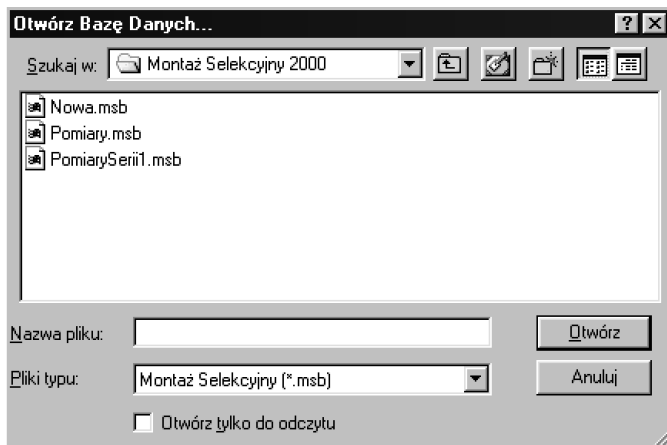 Otwórz Bazę Danych...
Szukaj w: Montaż Selekcyjny 2000
Nowa.msb
Pomiary.msb
PomiarySerii1.msb
Nazwa pliku: Otwórz
Pliki typu: Montaż Selekcyjny (*.msb) Anuluj
Otwórz tylko do odczytu